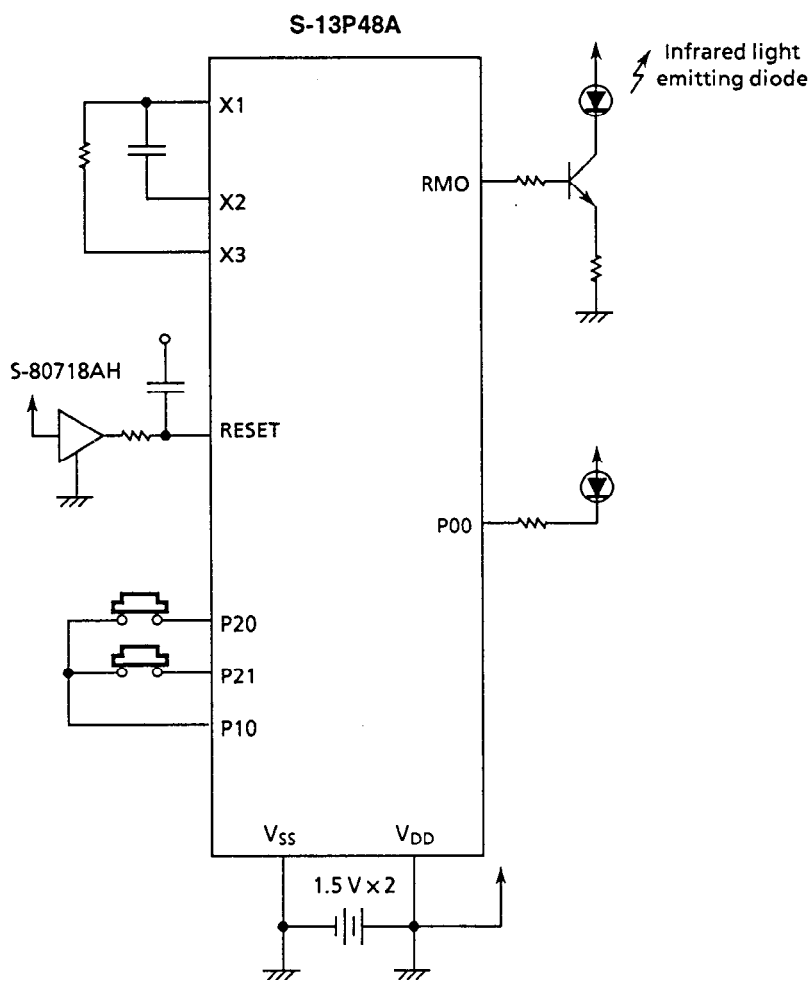 S-13P48A
Infrared light
emitting diode
X1
X2
X3
RMO
S-80718AH
RESET
P00
P20
P21
P10
VSS
VDD
1.5 V x 2